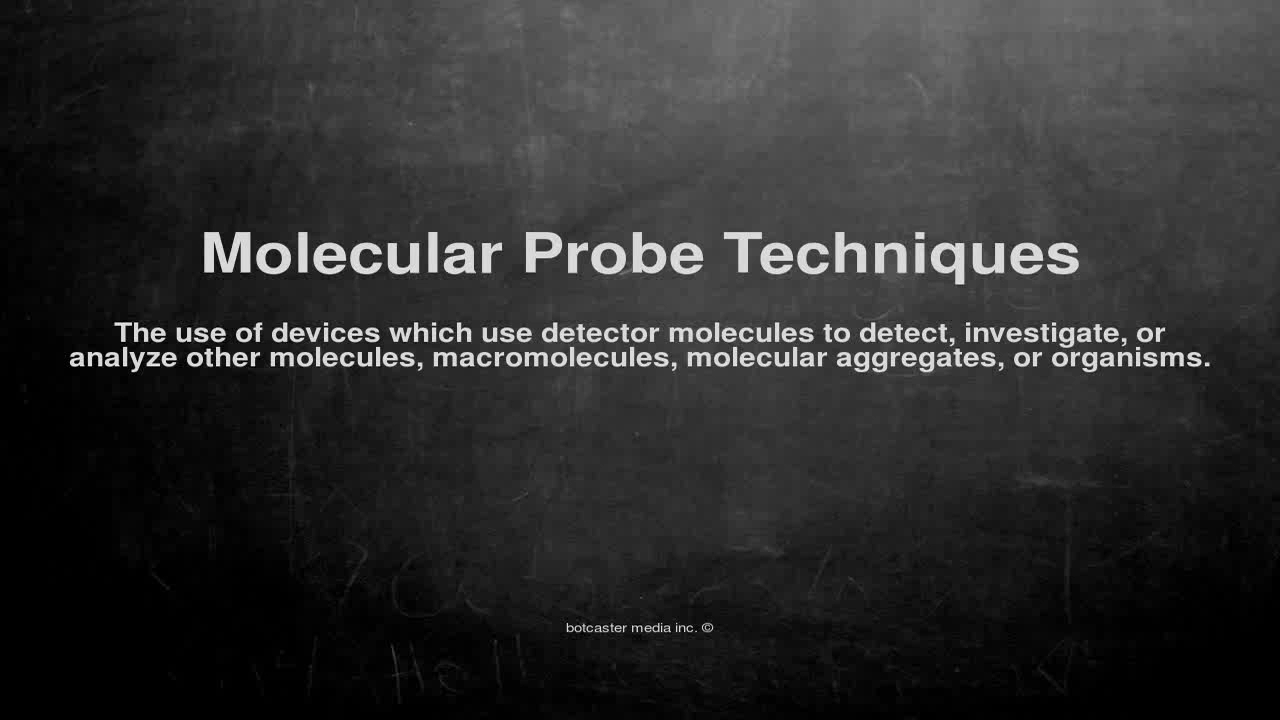 Molecular Probe Techniques
The use of devices which use detector molecules to detect, investigate, or
analyze other molecules, macromolecules, molecular aggregates, or organisms.
botcaster media inc. ©